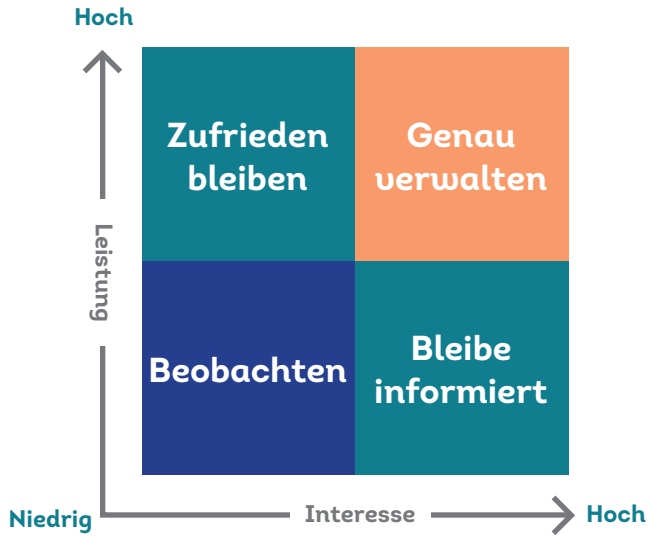 Hoch
Zufrieden
bleiben
Genau
verwalten
Leistung
Beobachten
Bleibe
informiert
Niedrig
Interesse
Hoch